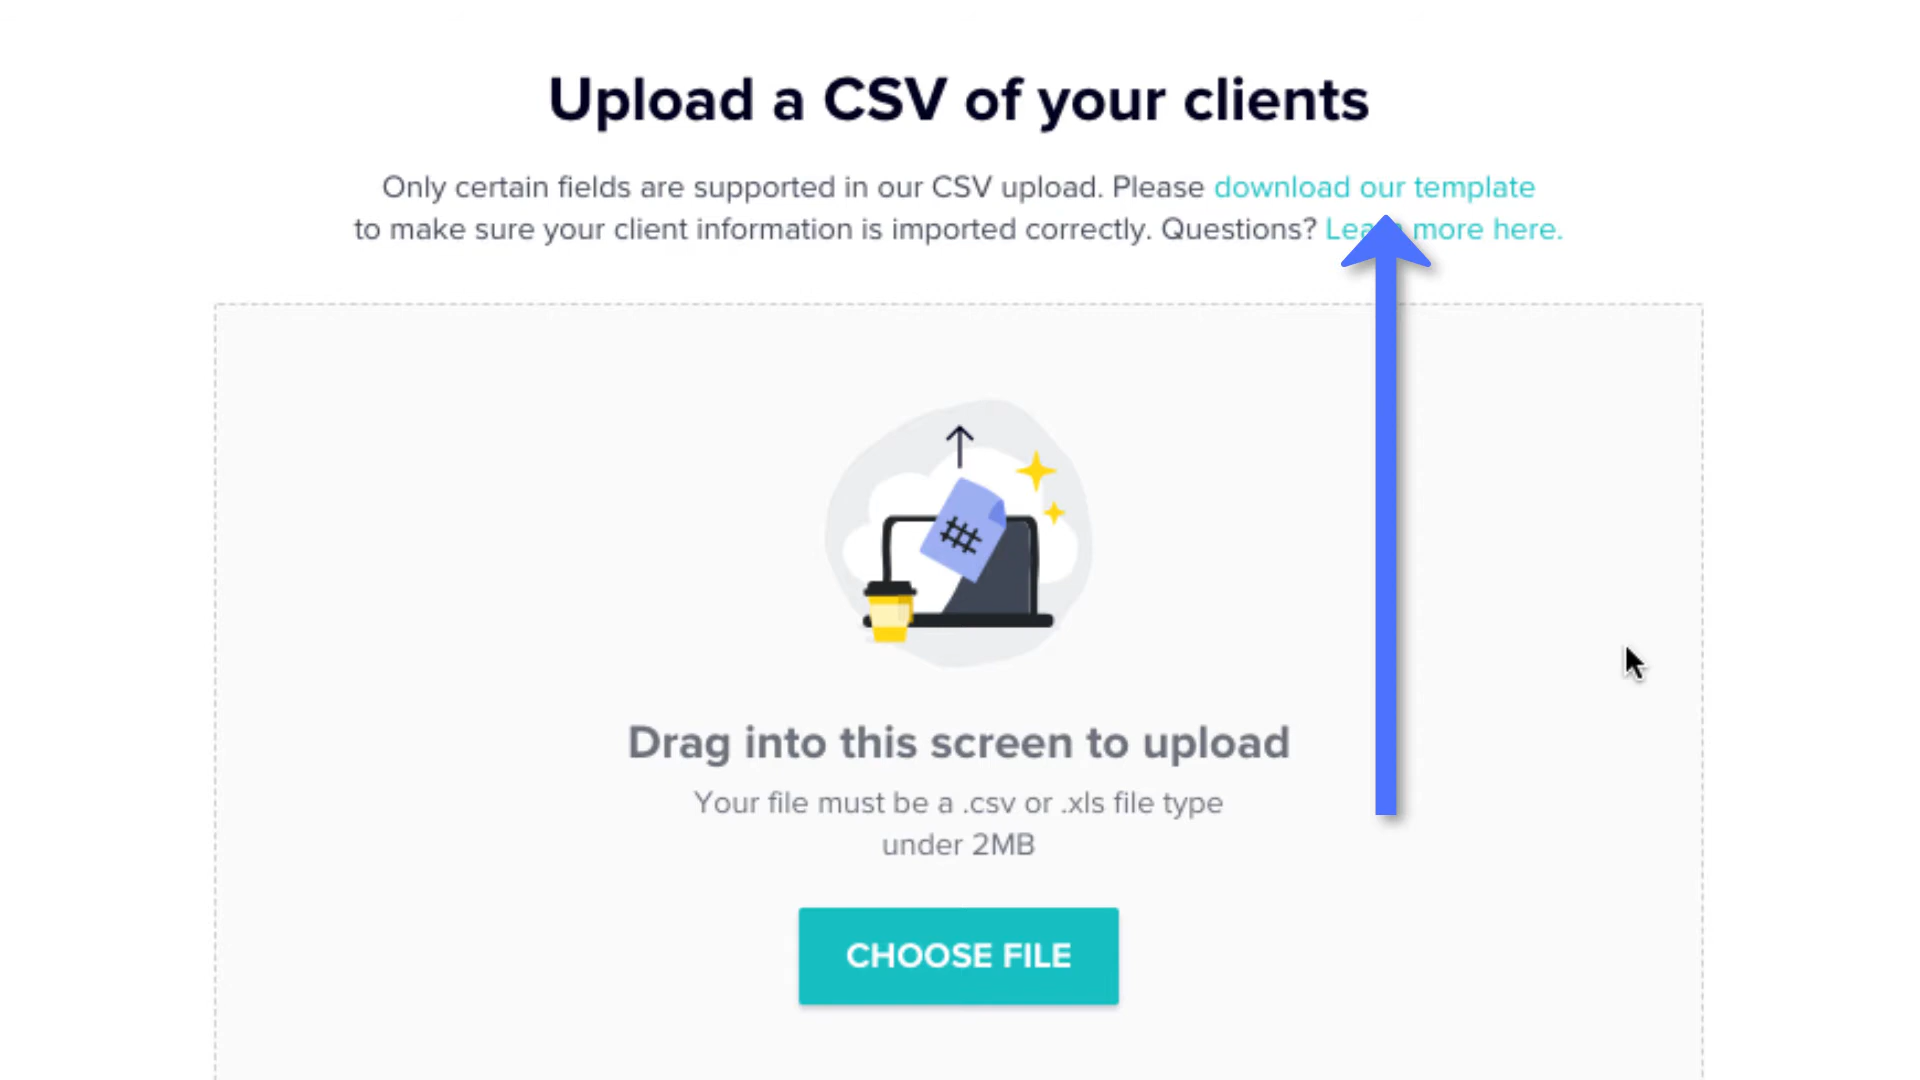 Upload a CSV of your clients
Only certain fields are supported in our CSV upload. Please download our template
to make sure your client information is imported correctly. Questions? more here.
Drag into this screen to upload
Your file must be a .csv or .xls file type
under 2MB
CHOOSE FILE